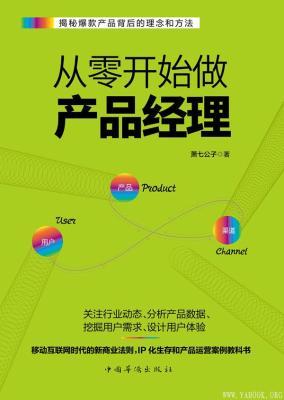 揭秘爆款产品背后的理念和方法
从零开始做
产品经理
萧七公子◎著
产品
Product
User
用户
渠道
Channel
关注行业动态、分析产品数据、
挖掘用户需求、设计用户体验
移动互联网时代的新商业法则,IP化生存和产品运营案例教科书
中国华侨出版社
WWW.YABOOK.ORG